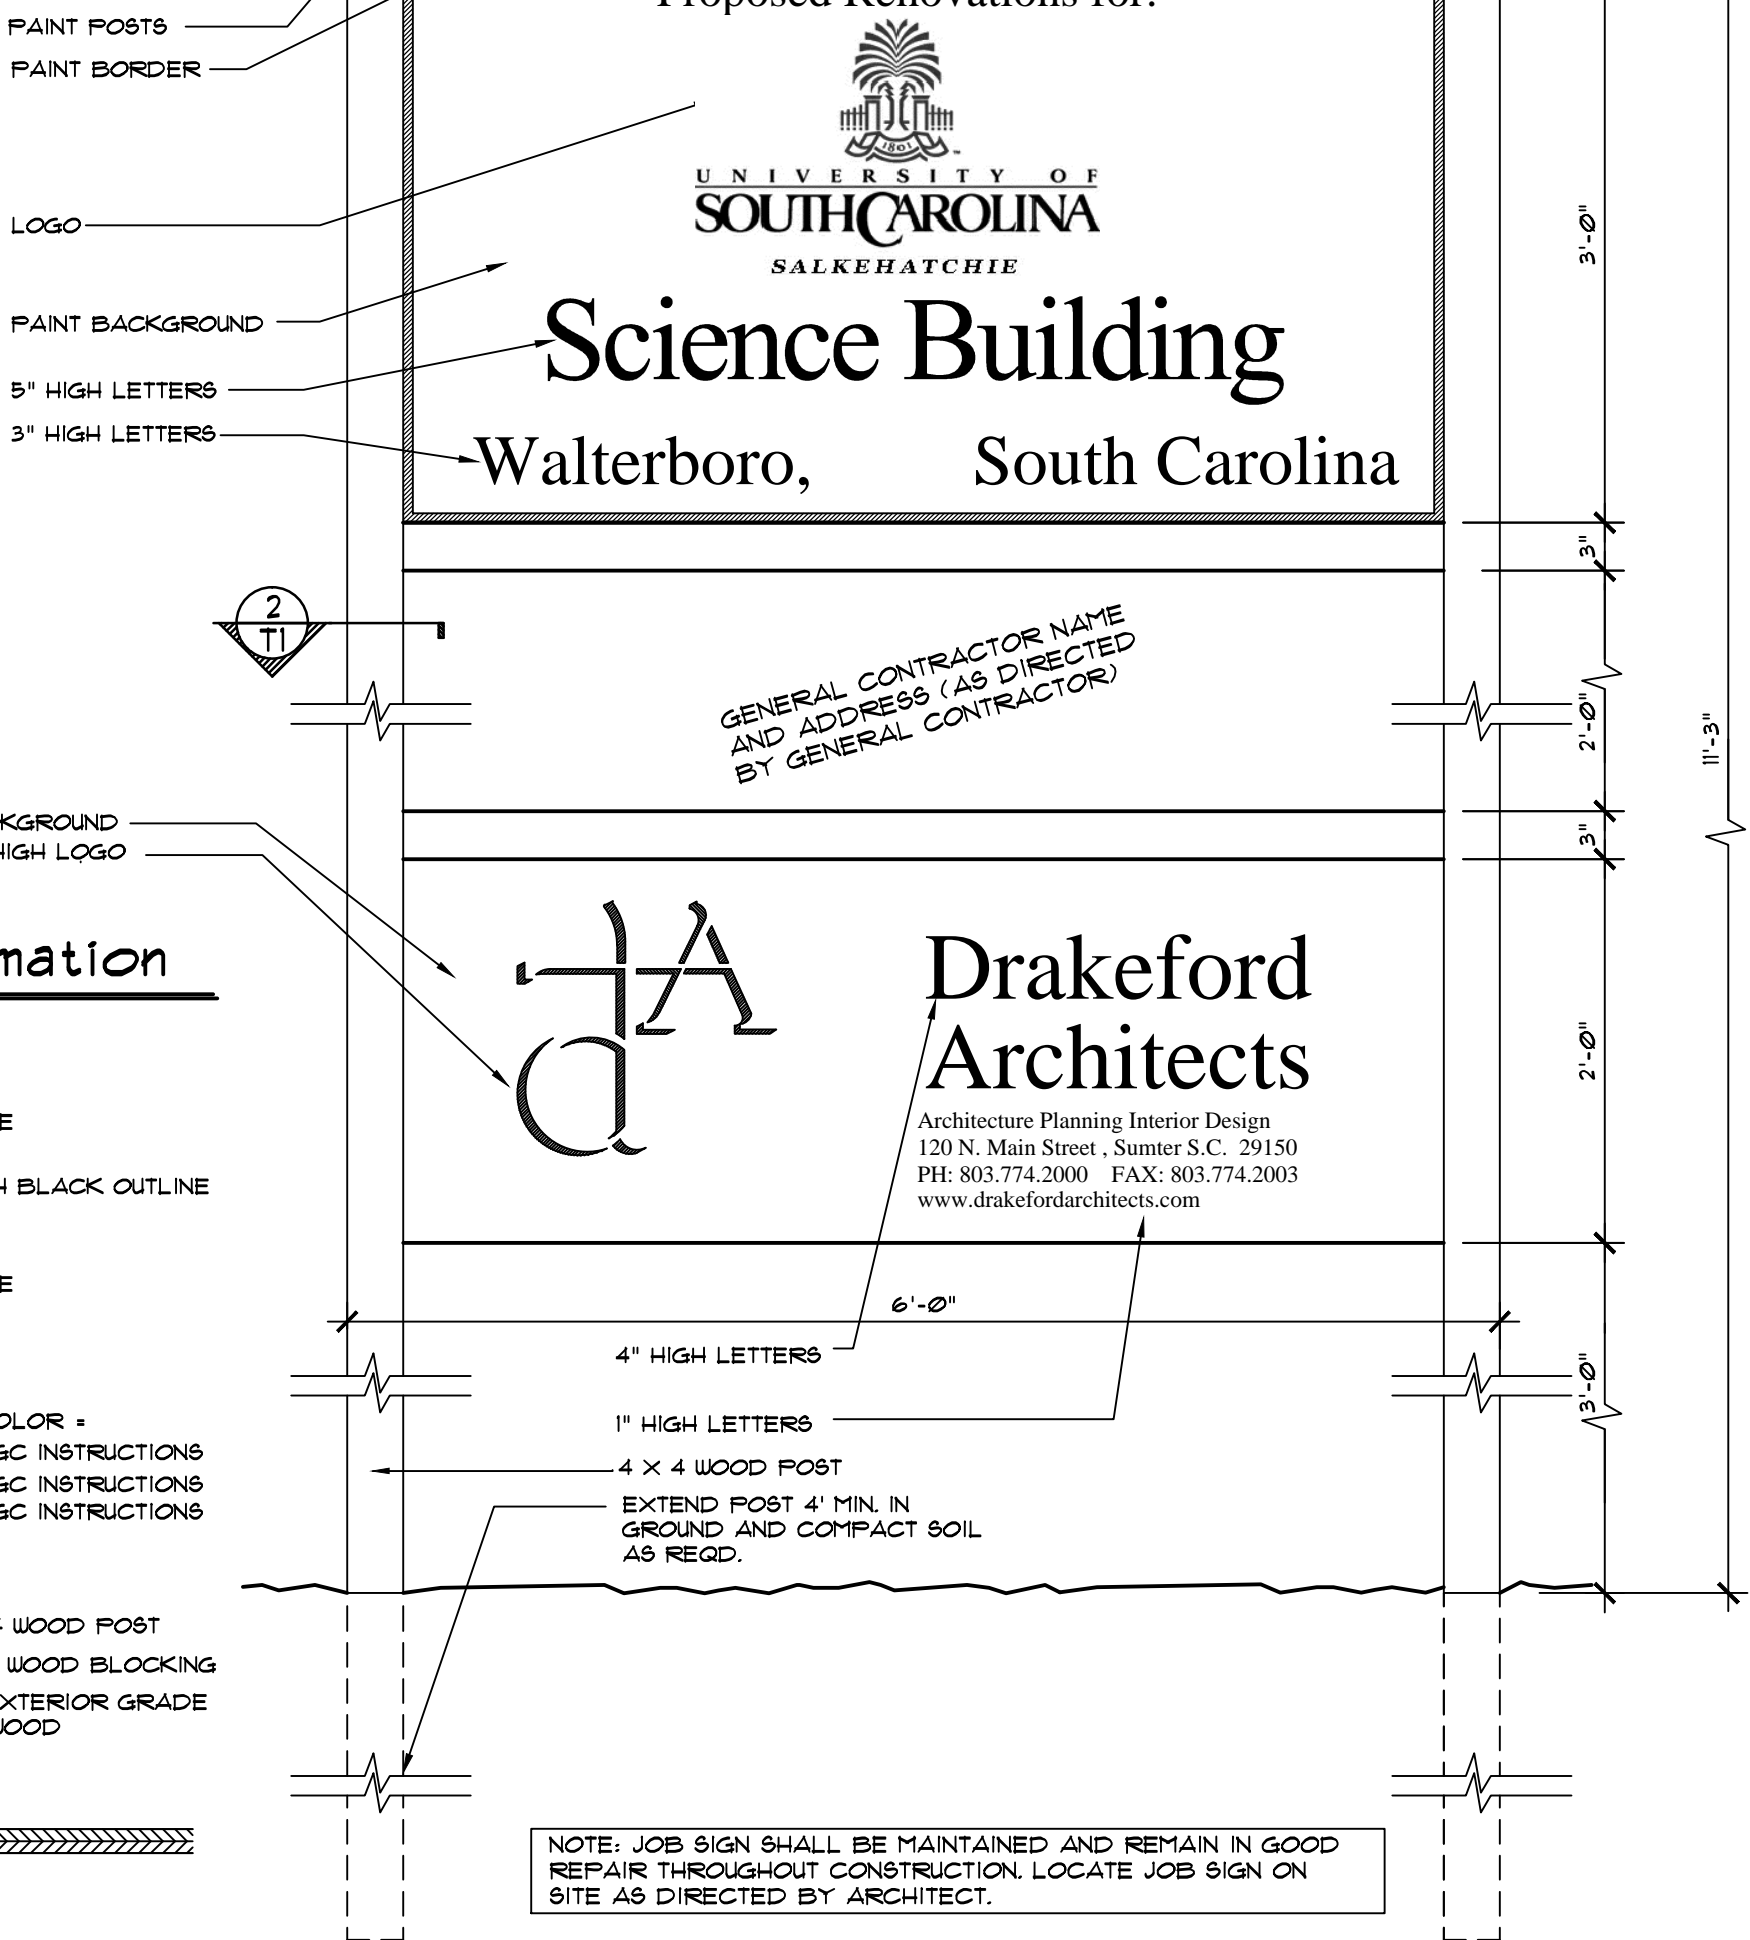 Proposed Renovations for:
PAINT POSTS
PAINT BORDER
LOGO
PAINT BACKGROUND
5" HIGH LETTERS
3" HIGH LETTERS
1801
™
UNIVERSITY OF
SOUTH CAROLINA
SALKEHATCHIE
Science Building
Walterboro, South Carolina
3'-0"
3"
2
T1
GENERAL CONTRACTOR NAME
AND ADDRESS (AS DIRECTED
BY GENERAL CONTRACTOR)
2'-0"
11'-3"
3"
KGROUND
HIGH LOGO
mation
Drakeford
Architects
Architecture Planning Interior Design
120 N. Main Street , Sumter S.C. 29150
PH: 803.774.2000 FAX: 803.774.2003
www.drakefordarchitects.com
2'-0"
E
H BLACK OUTLINE
E
6'-0"
4" HIGH LETTERS
1" HIGH LETTERS
4 X 4 WOOD POST
EXTEND POST 4' MIN. IN
GROUND AND COMPACT SOIL
AS REQD.
3'-0"
OLOR =
GC INSTRUCTIONS
GC INSTRUCTIONS
GC INSTRUCTIONS
WOOD POST
WOOD BLOCKING
XTERIOR GRADE
WOOD
NOTE: JOB SIGN SHALL BE MAINTAINED AND REMAIN IN GOOD
REPAIR THROUGHOUT CONSTRUCTION. LOCATE JOB SIGN ON
SITE AS DIRECTED BY ARCHITECT.